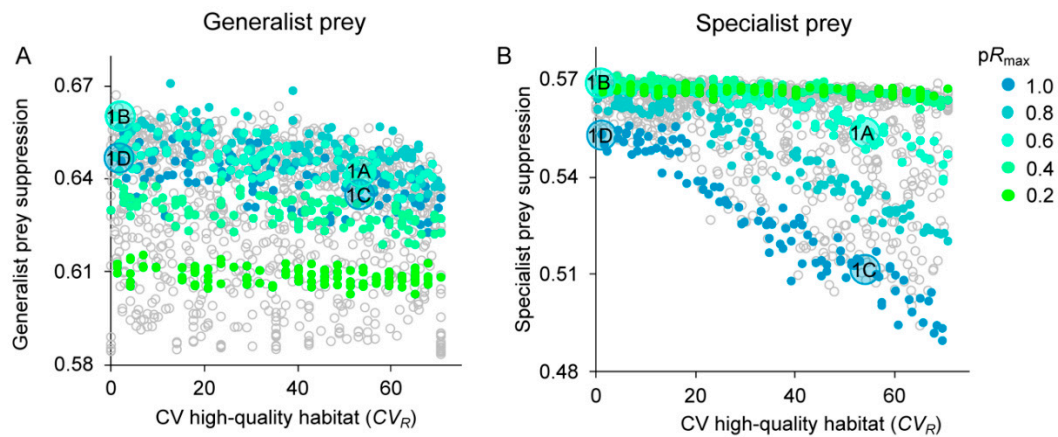 Generalist prey
Specialist prey
A
B
pRmax
0.67
0.64
0.61
0.58
Generalist prey suppression
1B
1D
1A
1C
0
20
40
60
CV high-quality habitat (CVR)
0.57
0.54
0.51
0.48
Specialist prey suppression
1B
1D
1A
1C
0
20
40
60
CV high-quality habitat (CVR)
1.0
0.8
0.6
0.4
0.2